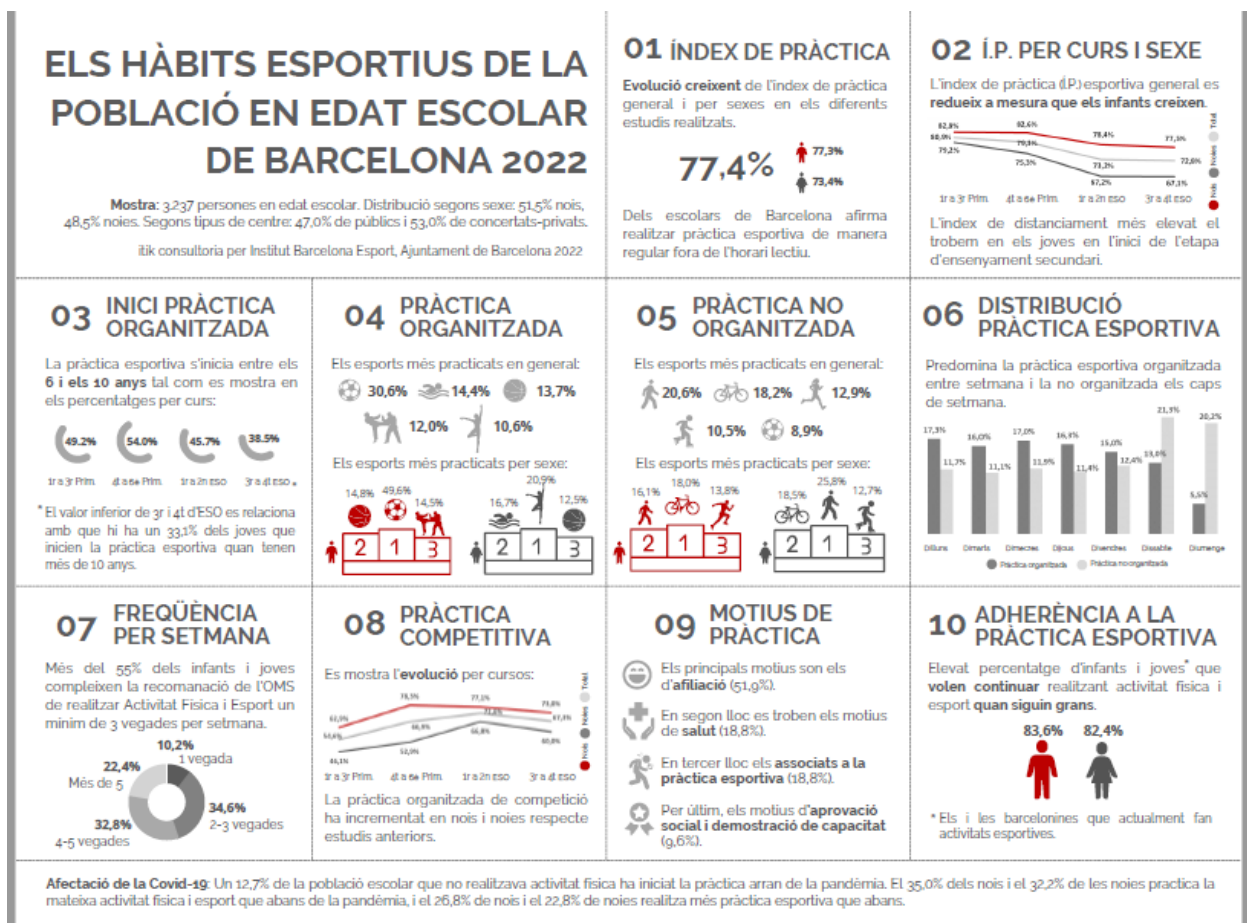 ELS HÀBITS ESPORTIUS DE LA
POBLACIÓ EN EDAT ESCOLAR
DE BARCELONA 2022
Mostra: 3.237 persones en edat escolar. Distribució segons sexe: 51,5% nois,
48,5% noies. Segons tipus de centre: 47,0% de públics i 53,0% de concertats-privats.
itik consultoria per Institut Barcelona Esport, Ajuntament de Barcelona 2022
01 ÍNDEX DE PRÀCTICA
Evolució creixent de l'índex de pràctica
general i per sexes en els diferents
estudis realitzats.
77,4%
77,3%
73,4%
Dels escolars de Barcelona afirma
realitzar pràctica esportiva de manera
regular fora de l'horari lectiu.
02 Í.P. PER CURS I SEXE
L'índex de pràctica (Í.P.) esportiva general es
redueix a mesura que els infants creixen.
82,8% 82,6% 78,4% 77,3%
80,9% 73,2% 72,6%
79,2% 75,3% 67,2% 67,1%
1r a 3r Prim. 4t a 6è Prim. 1r a 2n ESO 3r a 4t ESO
Nois Noies Total
L'índex de distanciament més elevat el
trobem en els joves en l'inici de l'etapa
d'ensenyament secundari.
03 INICI PRÀCTICA
ORGANITZADA
La pràctica esportiva s'inicia entre els
6 i els 10 anys tal com es mostra en
els percentatges per curs:
49.2% 54.0% 45.7% 38.5%
1r a 3r Prim. 4t a 6è Prim. 1r a 2n ESO 3r a 4t ESO *
* El valor inferior de 3r i 4t d'ESO es relaciona
amb que hi ha un 33,1% dels joves que
inicien la pràctica esportiva quan tenen
més de 10 anys.
04 PRÀCTICA
ORGANITZADA
Els esports més practicats en general:
30,6% 14,4% 13,7%
12,0% 10,6%
Els esports més practicats per sexe:
14,8% 49,6% 14,5% 16,7% 20,9% 12,5%
2 1 3 2 1 3
05 PRÀCTICA NO
ORGANITZADA
Els esports més practicats en general:
20,6% 18,2% 12,9%
10,5% 8,9%
Els esports més practicats per sexe:
16,1% 18,0% 13,8% 18,5% 25,8% 12,7%
2 1 3 2 1 3
06 DISTRIBUCIÓ
PRÀCTICA ESPORTIVA
Predomina la pràctica esportiva organitzada
entre setmana i la no organitzada els caps
de setmana.
17,3% 11,7% 16,0% 11,1% 17,0% 11,9% 16,3% 11,4% 15,0% 12,4% 13,0% 21,3% 5,5% 20,2%
Dilluns Dimarts Dimecres Dijous Divendres Dissabte Diumenge
Pràctica organitzada Pràctica no organitzada
07 FREQÜÈNCIA
PER SETMANA
Més del 55% dels infants i joves
compleixen la recomanació de l'OMS
de realitzar Activitat Física i Esport un
mínim de 3 vegades per setmana.
10,2%
1 vegada
22,4%
Més de 5
34,6%
2-3 vegades
32,8%
4-5 vegades
08 PRÀCTICA
COMPETITIVA
Es mostra l'evolució per cursos:
62,9% 78,5% 77,1% 73,8%
66,9% 67,4%
46,1% 52,9% 66,8% 60,8%
1r a 3r Prim. 4t a 6è Prim. 1r a 2n ESO 3r a 4t ESO
Nois Noies Total
La pràctica organitzada de competició
ha incrementat en nois i noies respecte
estudis anteriors.
09 MOTIUS DE
PRÀCTICA
Els principals motius son els
d'afiliació (51,9%).
En segon lloc es troben els motius
de salut (18,8%).
En tercer lloc els associats a la
pràctica esportiva (18,8%).
Per últim, els motius d'aprovació
social i demostració de capacitat
(9,6%).
10 ADHERÈNCIA A LA
PRÀCTICA ESPORTIVA
Elevat percentatge d'infants i joves* que
volen continuar realitzant activitat física i
esport quan siguin grans.
83,6% 82,4%
* Els i les barcelonines que actualment fan
activitats esportives.
Afectació de la Covid-19: Un 12,7% de la població escolar que no realitzava activitat física ha iniciat la pràctica arran de la pandèmia. El 35,0% dels nois i el 32,2% de les noies practica la
mateixa activitat física i esport que abans de la pandèmia, i el 26,8% de nois i el 22,8% de noies realitza més pràctica esportiva que abans.